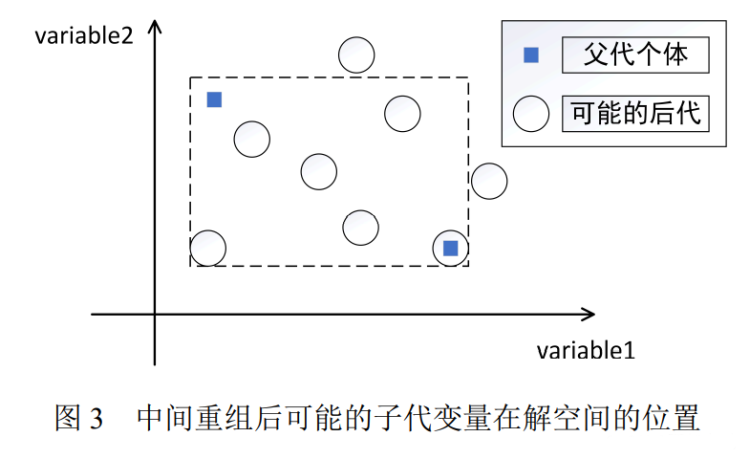 variable2
父代个体
可能的后代
variable1
图 3 中间重组后可能的子代变量在解空间的位置